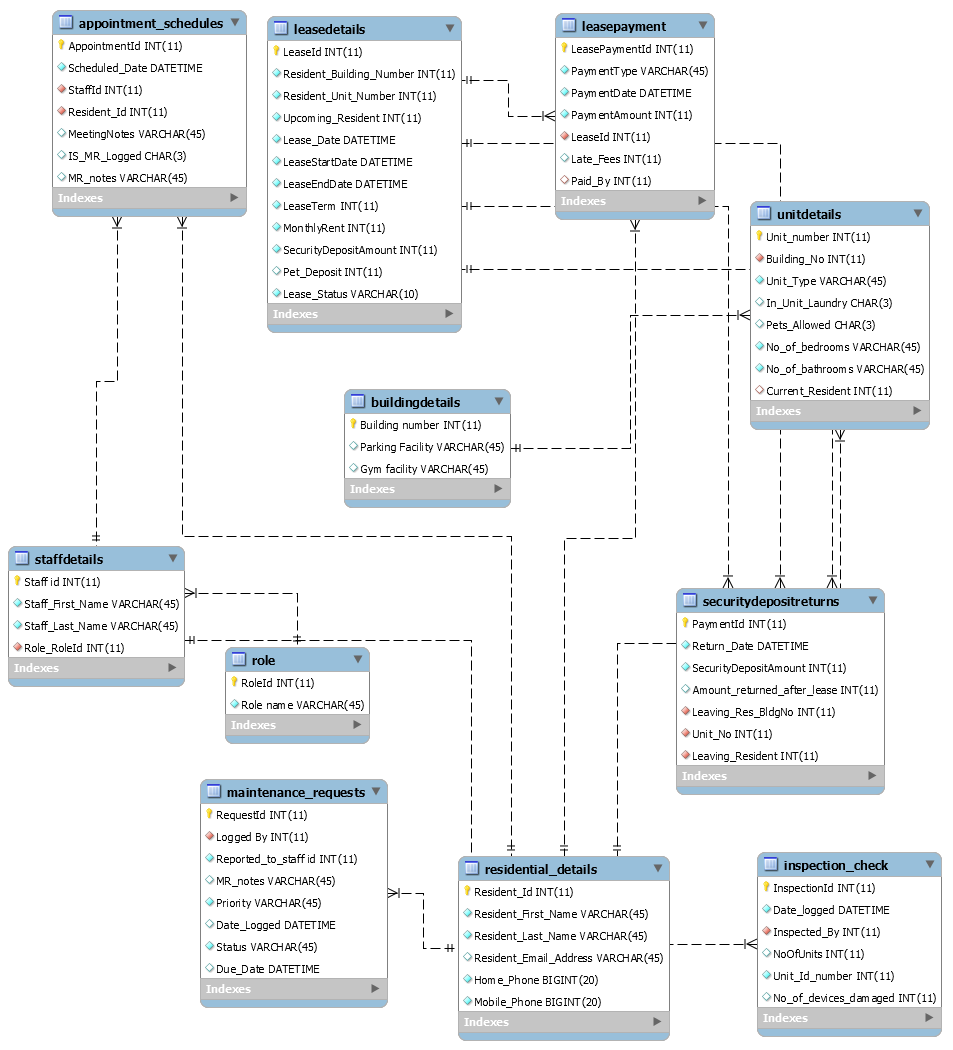 appointment_schedules
AppointmentId INT(11)
Scheduled_Date DATETIME
StaffId INT(11)
Resident_Id INT(11)
MeetingNotes VARCHAR(45)
IS_MR_Logged CHAR(3)
MR_notes VARCHAR(45)
Indexes
leasedetails
LeaseId INT(11)
Resident_Building_Number INT(11)
Resident_Unit_Number INT(11)
Upcoming_Resident INT(11)
Lease_Date DATETIME
LeaseStartDate DATETIME
LeaseEndDate DATETIME
LeaseTerm INT(11)
MonthlyRent INT(11)
SecurityDepositAmount INT(11)
Pet_Deposit INT(11)
Lease_Status VARCHAR(10)
Indexes
leasepayment
LeasePaymentId INT(11)
PaymentType VARCHAR(45)
PaymentDate DATETIME
PaymentAmount INT(11)
LeaseId INT(11)
Late_Fees INT(11)
Paid_By INT(11)
Indexes
unitdetails
Unit_number INT(11)
Building_No INT(11)
Unit_Type VARCHAR(45)
In_Unit_Laundry CHAR(3)
Pets_Allowed CHAR(3)
No_of_bedrooms VARCHAR(45)
No_of_bathrooms VARCHAR(45)
Current_Resident INT(11)
Indexes
buildingdetails
Building number INT(11)
Parking Facility VARCHAR(45)
Gym facility VARCHAR(45)
Indexes
staffdetails
Staff id INT(11)
Staff_First_Name VARCHAR(45)
Staff_Last_Name VARCHAR(45)
Role_RoleId INT(11)
Indexes
role
RoleId INT(11)
Role name VARCHAR(45)
Indexes
securitydepositreturns
PaymentId INT(11)
Return_Date DATETIME
SecurityDepositAmount INT(11)
Amount_returned_after_lease INT(11)
Leaving_Res_BldgNo INT(11)
Unit_No INT(11)
Leaving_Resident INT(11)
Indexes
maintenance_requests
RequestId INT(11)
Logged By INT(11)
Reported_to_staff id INT(11)
MR_notes VARCHAR(45)
Priority VARCHAR(45)
Date_Logged DATETIME
Status VARCHAR(45)
Due_Date DATETIME
Indexes
residential_details
Resident_Id INT(11)
Resident_First_Name VARCHAR(45)
Resident_Last_Name VARCHAR(45)
Resident_Email_Address VARCHAR(45)
Home_Phone BIGINT(20)
Mobile_Phone BIGINT(20)
Indexes
inspection_check
InspectionId INT(11)
Date_logged DATETIME
Inspected_By INT(11)
NoOfUnits INT(11)
Unit_Id_number INT(11)
No_of_devices_damaged INT(11)
Indexes